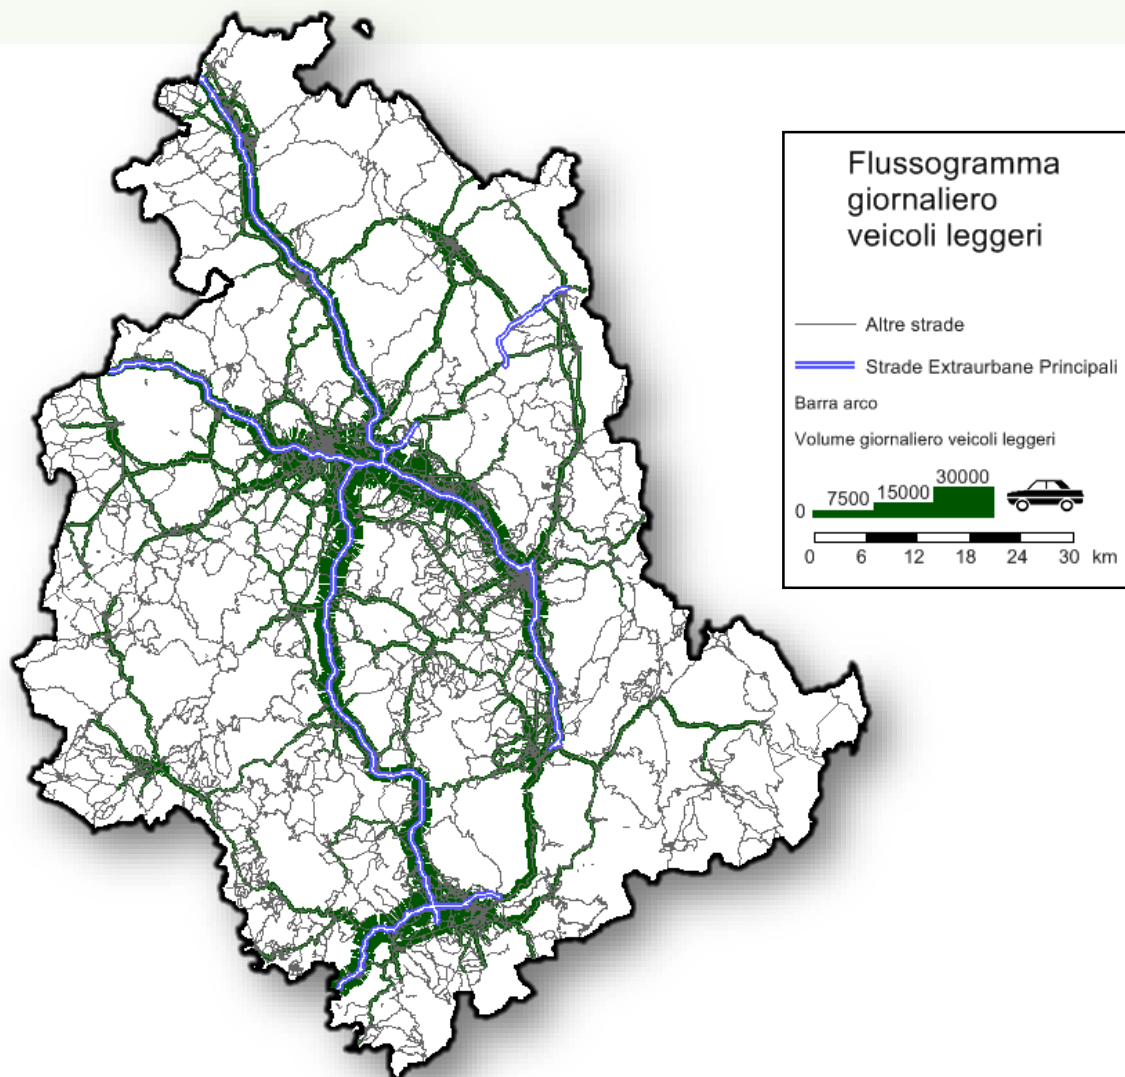 Flussogramma
giornaliero
veicoli leggeri
Altre strade
Strade Extraurbane Principali
Barra arco
Volume giornaliero veicoli leggeri
0 7500 15000 30000
0 6 12 18 24 30 km